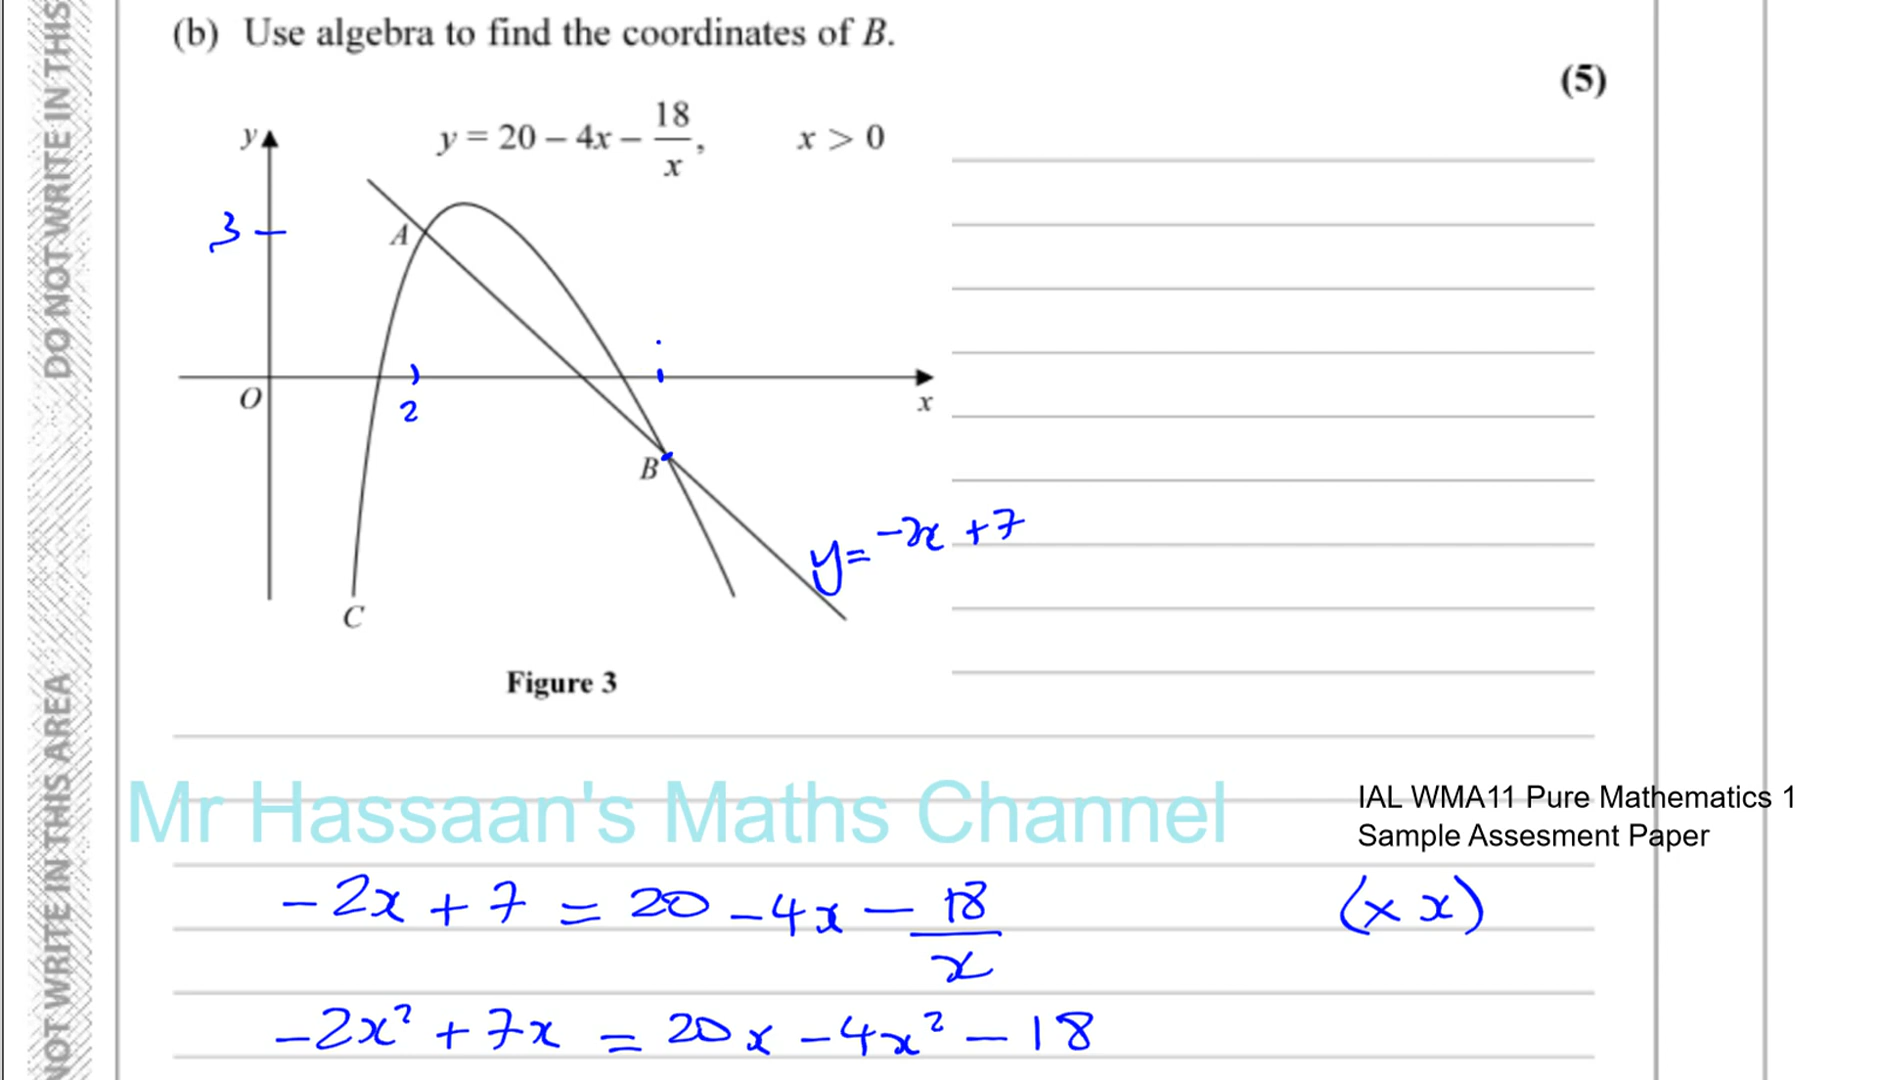 (b) Use algebra to find the coordinates of B.
(5)
y = 20 – 4x – 18/x, x > 0
y
3
A
O
2
x
B
y = -2x + 7
C
Figure 3
Mr Hassaan's Maths Channel
IAL WMA11 Pure Mathematics 1
Sample Assesment Paper
-2x + 7 = 20 - 4x - 18/x (× x)
-2x² + 7x = 20x - 4x² - 18
DO NOT WRITE IN THIS
NOT WRITE IN THIS AREA